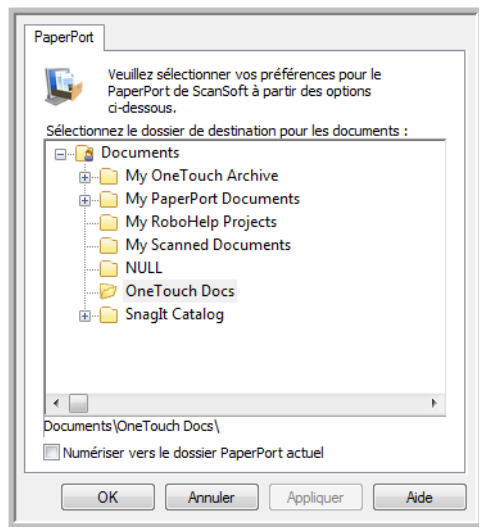 PaperPort
Veuillez sélectionner vos préférences pour le
PaperPort de ScanSoft à partir des options
ci-dessous.
Sélectionnez le dossier de destination pour les documents :
Documents
My OneTouch Archive
My PaperPort Documents
My RoboHelp Projects
My Scanned Documents
NULL
OneTouch Docs
SnagIt Catalog
Documents\OneTouch Docs\
Numériser vers le dossier PaperPort actuel
OK Annuler Appliquer Aide